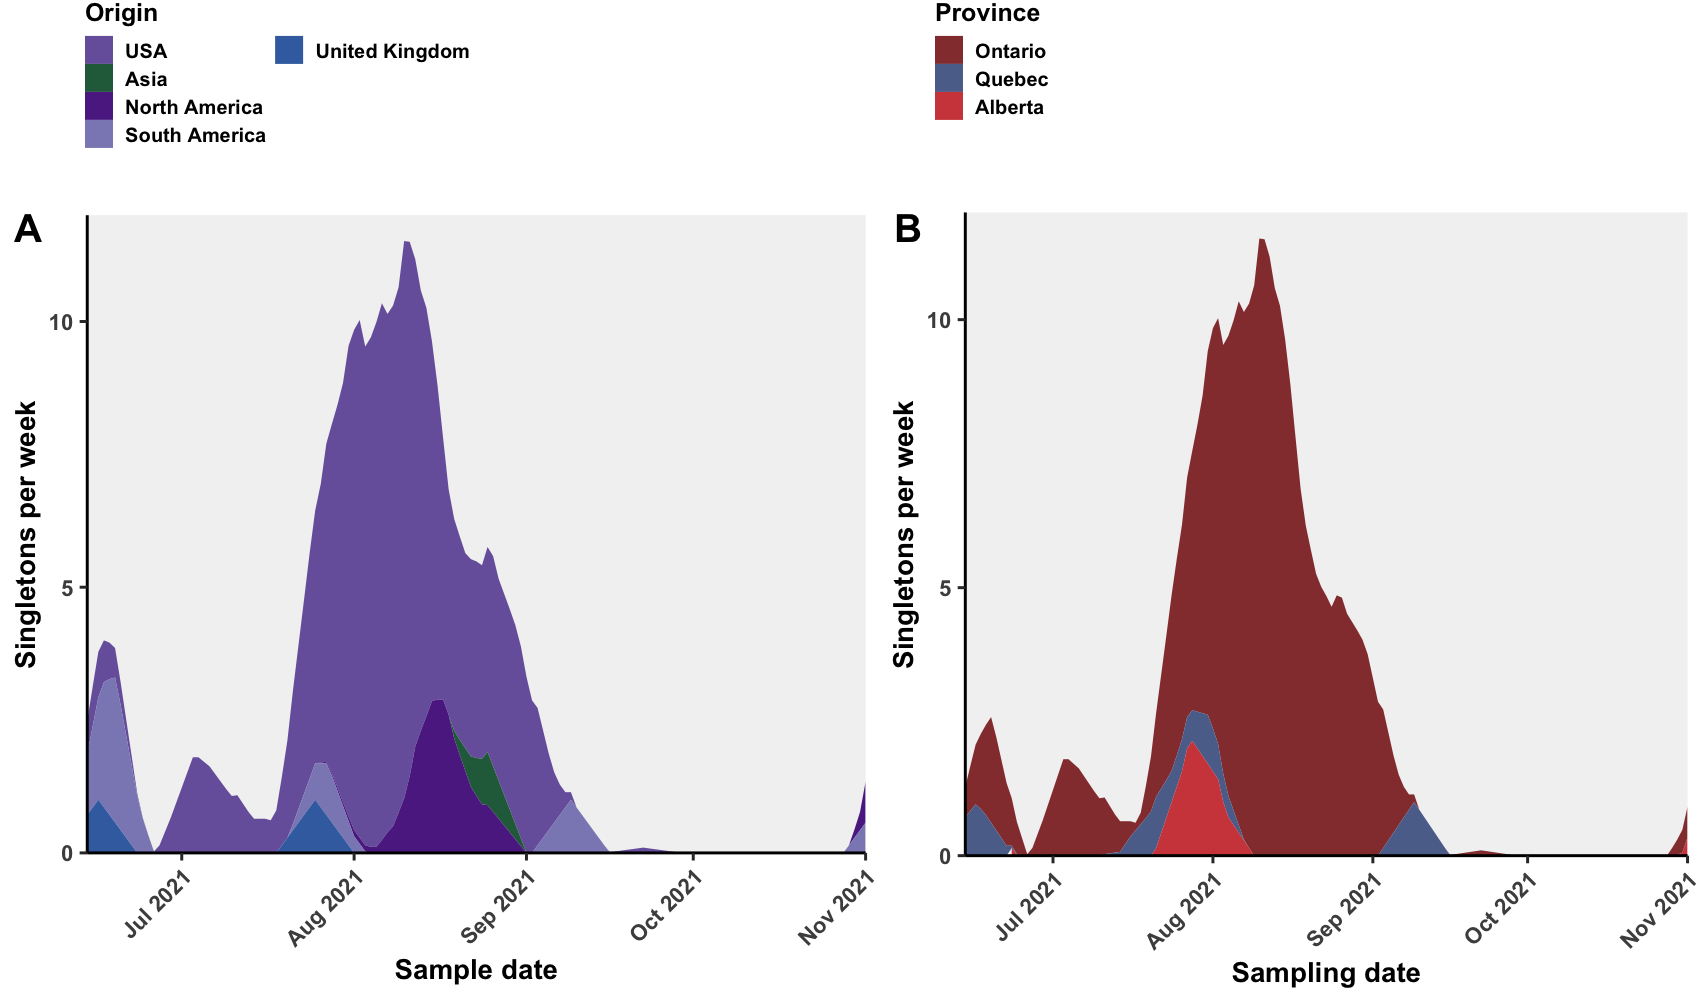 Origin
USA
United Kingdom
Asia
North America
South America
Province
Ontario
Quebec
Alberta
A
Singletons per week
10
5
0
Jul 2021
Aug 2021
Sep 2021
Oct 2021
Nov 2021
Sample date
B
Singletons per week
10
5
0
Jul 2021
Aug 2021
Sep 2021
Oct 2021
Nov 2021
Sampling date